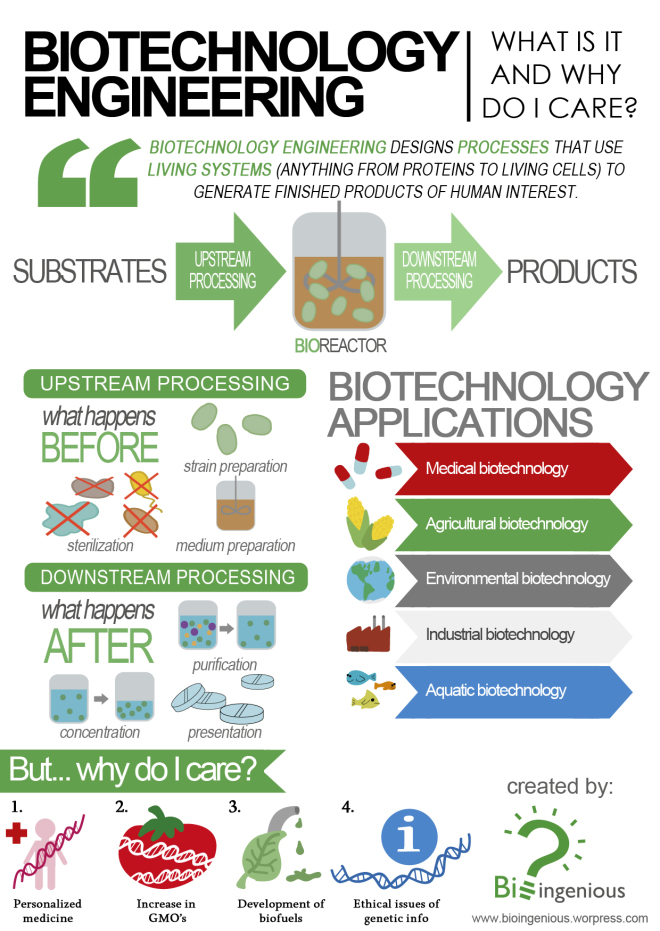 BIOTECHNOLOGY
ENGINEERING
WHAT IS IT
AND WHY
DO I CARE?
BIOTECHNOLOGY ENGINEERING DESIGNS PROCESSES THAT USE
LIVING SYSTEMS (ANYTHING FROM PROTEINS TO LIVING CELLS) TO
GENERATE FINISHED PRODUCTS OF HUMAN INTEREST.
SUBSTRATES
UPSTREAM
PROCESSING
DOWNSTREAM
PROCESSING
PRODUCTS
BIOREACTOR
UPSTREAM PROCESSING
what happens
BEFORE
strain preparation
sterilization
medium preparation
DOWNSTREAM PROCESSING
what happens
AFTER
purification
concentration
presentation
BIOTECHNOLOGY
APPLICATIONS
Medical biotechnology
Agricultural biotechnology
Environmental biotechnology
Industrial biotechnology
Aquatic biotechnology
But... why do I care?
1.
Personalized
medicine
2.
Increase in
GMO's
3.
Development of
biofuels
4.
i
Ethical issues of
genetic info
created by:
Bioingenious
www.bioingenious.worpress.com